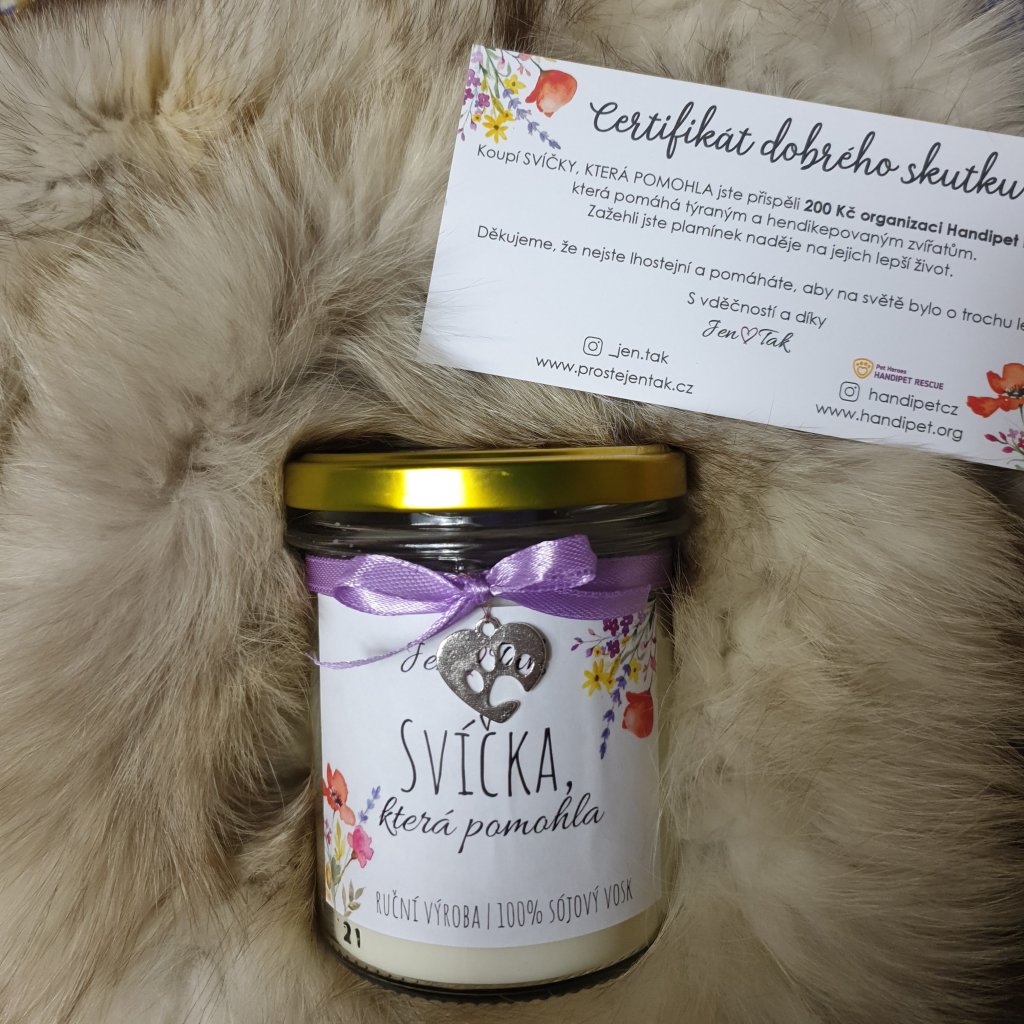 Certifikát dobrého skutku
Koupí SVÍČKY, KTERÁ POMOHLA jste přispěli 200 Kč organizaci Handipet
která pomáhá týraným a hendikepovaným zvířatům.
Zažehli jste plamínek naděje na jejich lepší život.
Děkujeme, že nejste lhostejní a pomáháte, aby na světě bylo o trochu
S vděčností a díky
Jen♡Tak
_jen.tak
www.prostejentak.cz
Pet Heroes
HANDIPET RESCUE
handipetcz
www.handipet.org
SVÍČKA,
která pomohla
RUČNÍ VÝROBA | 100% SÓJOVÝ VOSK
21